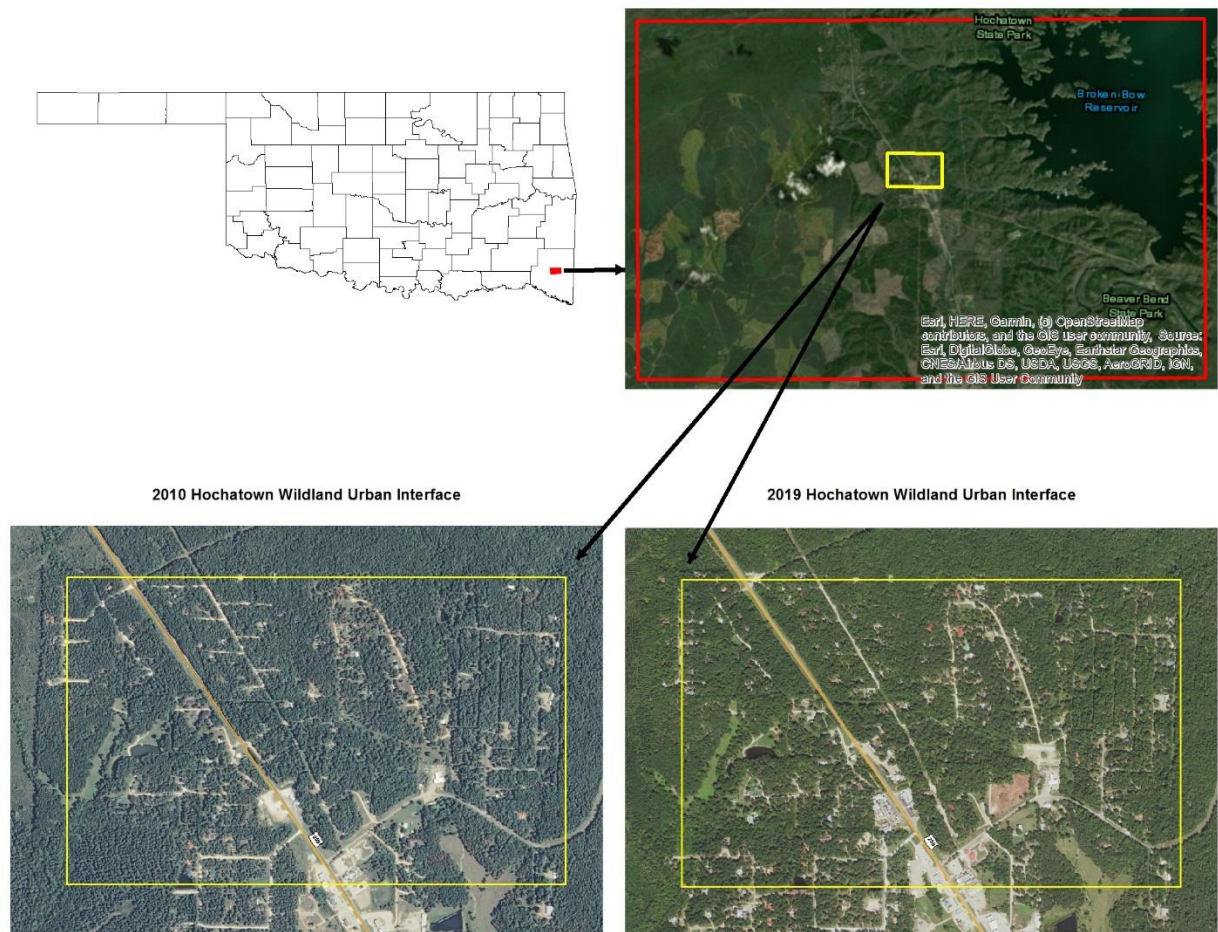 Hochatown
State Park
Broken Bow
Reservoir
Beaver Bend
State Park
Esri, HERE, Garmin, (c) OpenStreetMap
contributors, and the GIS user community, Source:
Esri, DigitalGlobe, GeoEye, Earthstar Geographics,
CNES/Airbus DS, USDA, USGS, AeroGRID, IGN,
and the GIS User Community
2010 Hochatown Wildland Urban Interface
2019 Hochatown Wildland Urban Interface